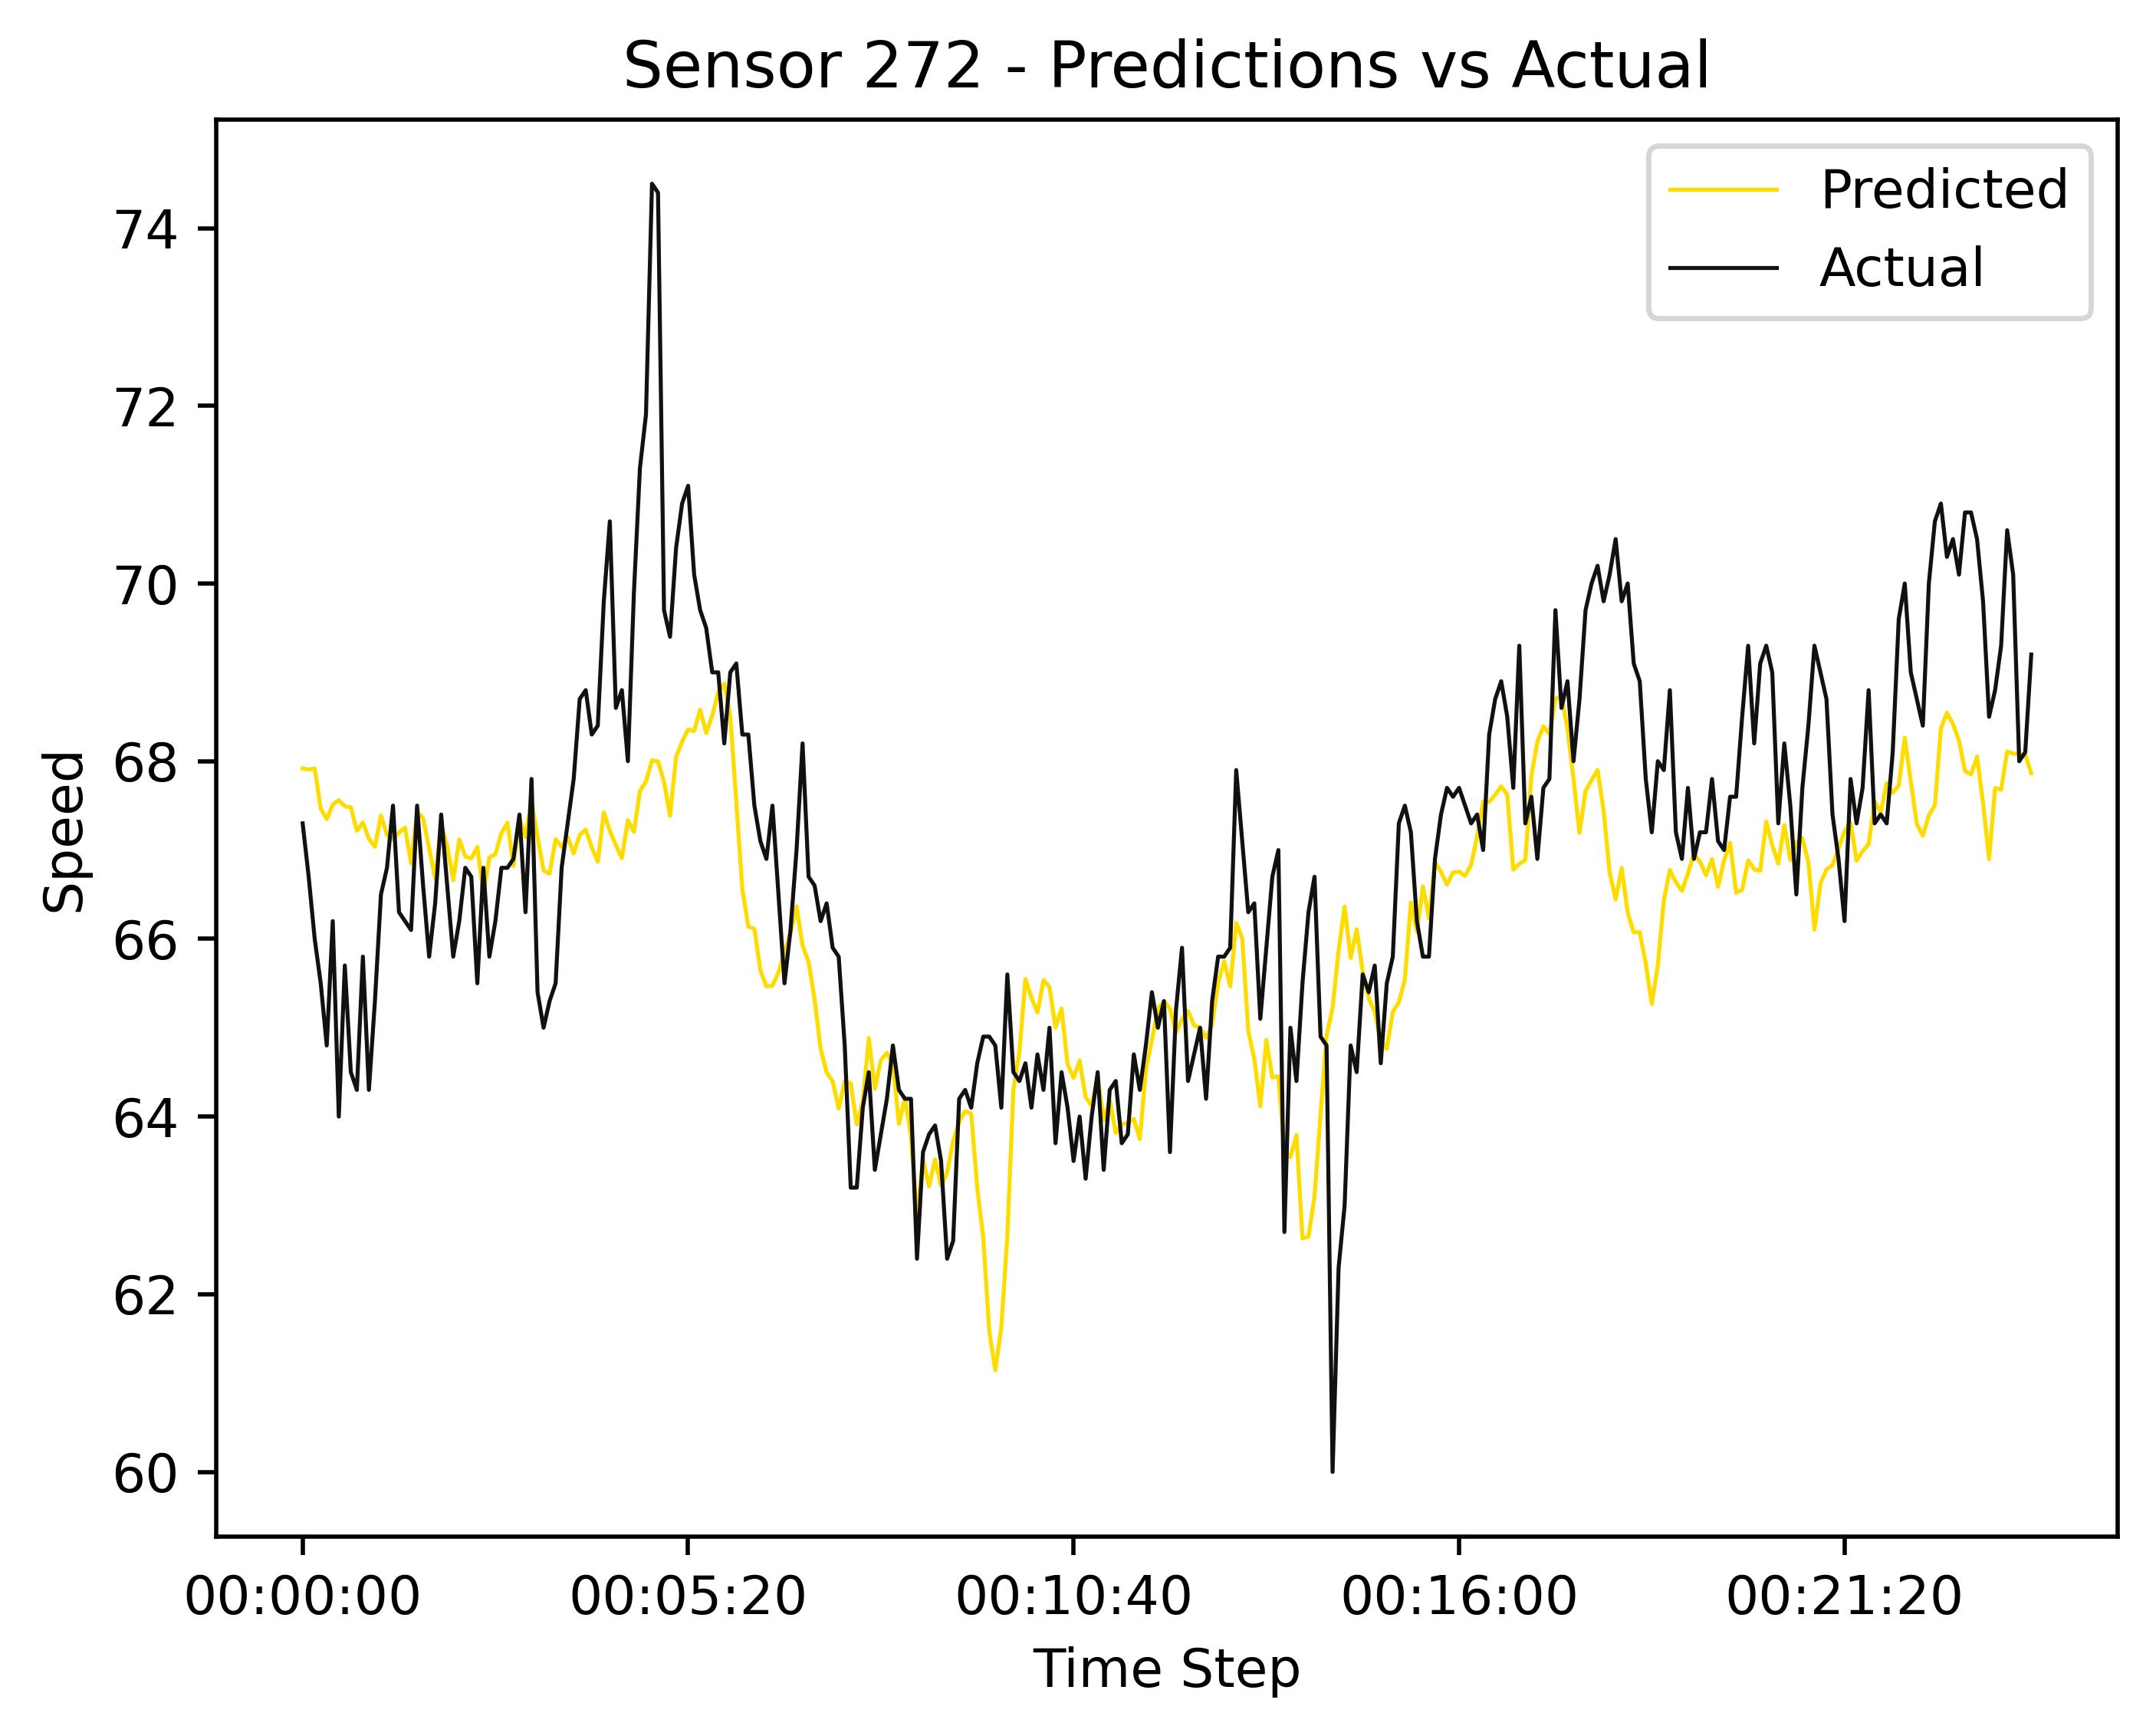 Sensor 272 - Predictions vs Actual
Predicted
Actual
74
72
70
68
66
64
62
60
Speed
00:00:00 00:05:20 00:10:40 00:16:00 00:21:20
Time Step